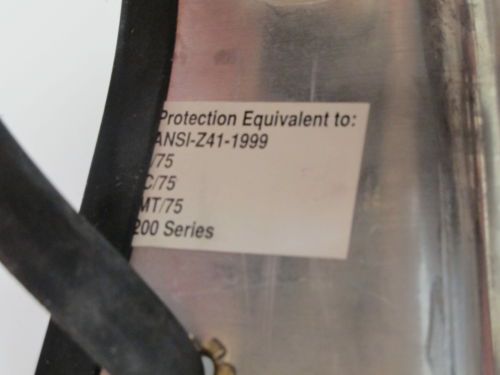 Protection Equivalent to:
ANSI-Z41-1999
/75
C/75
MT/75
200 Series